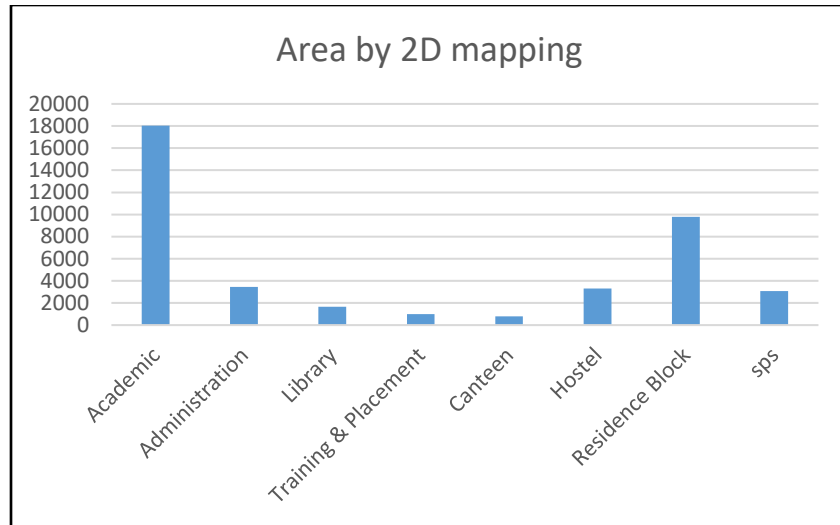 Area by 2D mapping
20000
18000
16000
14000
12000
10000
8000
6000
4000
2000
0
Academic
Administration
Library
Training & Placement
Canteen
Hostel
Residence Block
sps